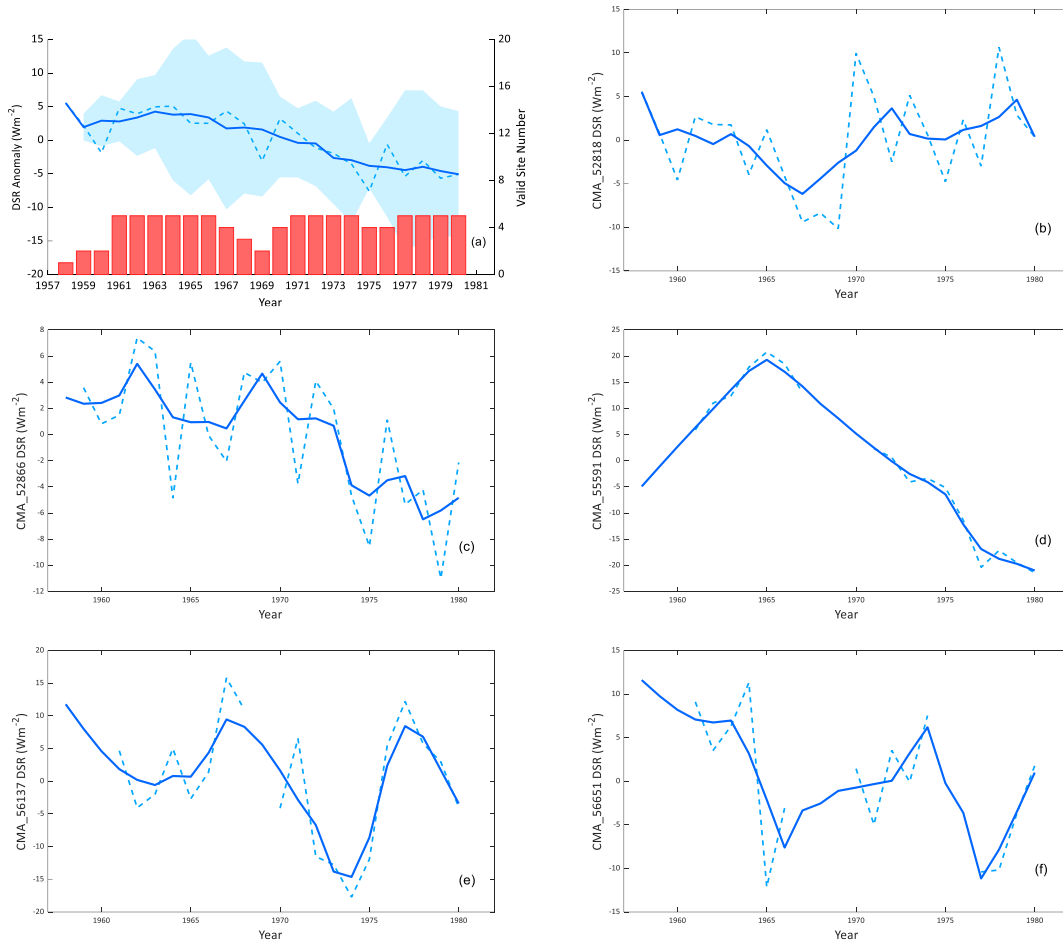 15
10
5
0
-5
-10
-15
-20
DSR Anomaly (Wm-2)
20
16
12
8
4
0
Valid Site Number
(a)
1957 1959 1961 1963 1965 1967 1969 1971 1973 1975 1977 1979 1981
Year
15
10
5
0
-5
-10
-15
CMA_52818 DSR (Wm-2)
(b)
1960 1965 1970 1975 1980
Year
8
6
4
2
0
-2
-4
-6
-8
-10
-12
CMA_52866 DSR (Wm-2)
(c)
1960 1965 1970 1975 1980
Year
25
20
15
10
5
0
-5
-10
-15
-20
-25
CMA_55591 DSR (Wm-2)
(d)
1960 1965 1970 1975 1980
Year
20
15
10
5
0
-5
-10
-15
-20
CMA_56137 DSR (Wm-2)
(e)
1960 1965 1970 1975 1980
Year
15
10
5
0
-5
-10
-15
CMA_56651 DSR (Wm-2)
(f)
1960 1965 1970 1975 1980
Year